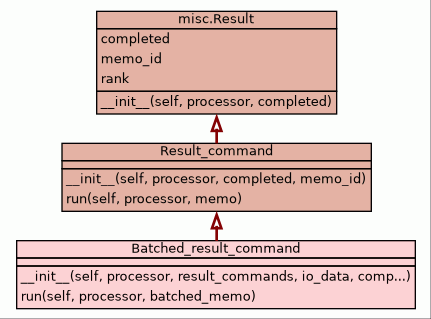 misc.Result
completed
memo_id
rank
__init__(self, processor, completed)
Result_command
__init__(self, processor, completed, memo_id)
run(self, processor, memo)
Batched_result_command
__init__(self, processor, result_commands, io_data, comp...)
run(self, processor, batched_memo)